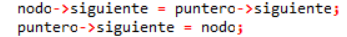 nodo->siguiente = puntero->siguiente;
puntero->siguiente = nodo;